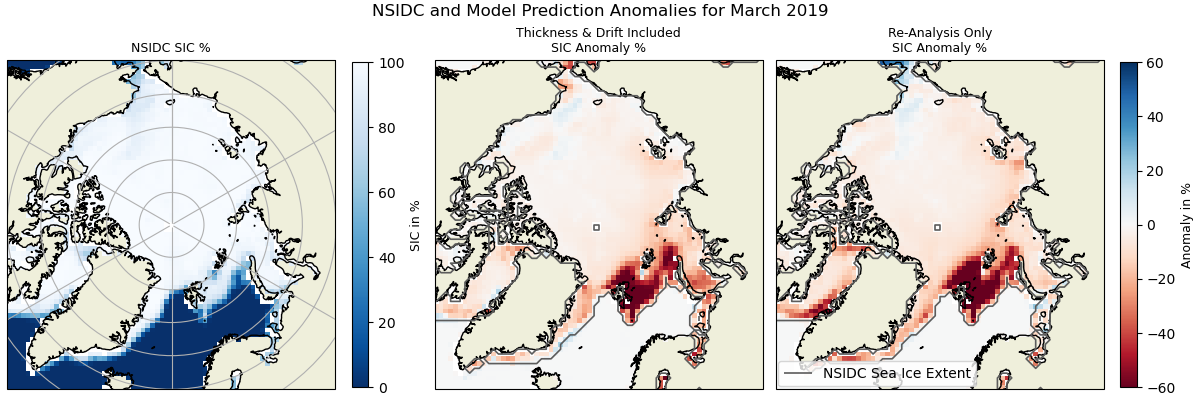 NSIDC and Model Prediction Anomalies for March 2019
NSIDC SIC %
100
80
60
40
20
0
SIC in %
Thickness & Drift Included
SIC Anomaly %
Re-Analysis Only
SIC Anomaly %
NSIDC Sea Ice Extent
60
40
20
0
−20
−40
−60
Anomaly in %